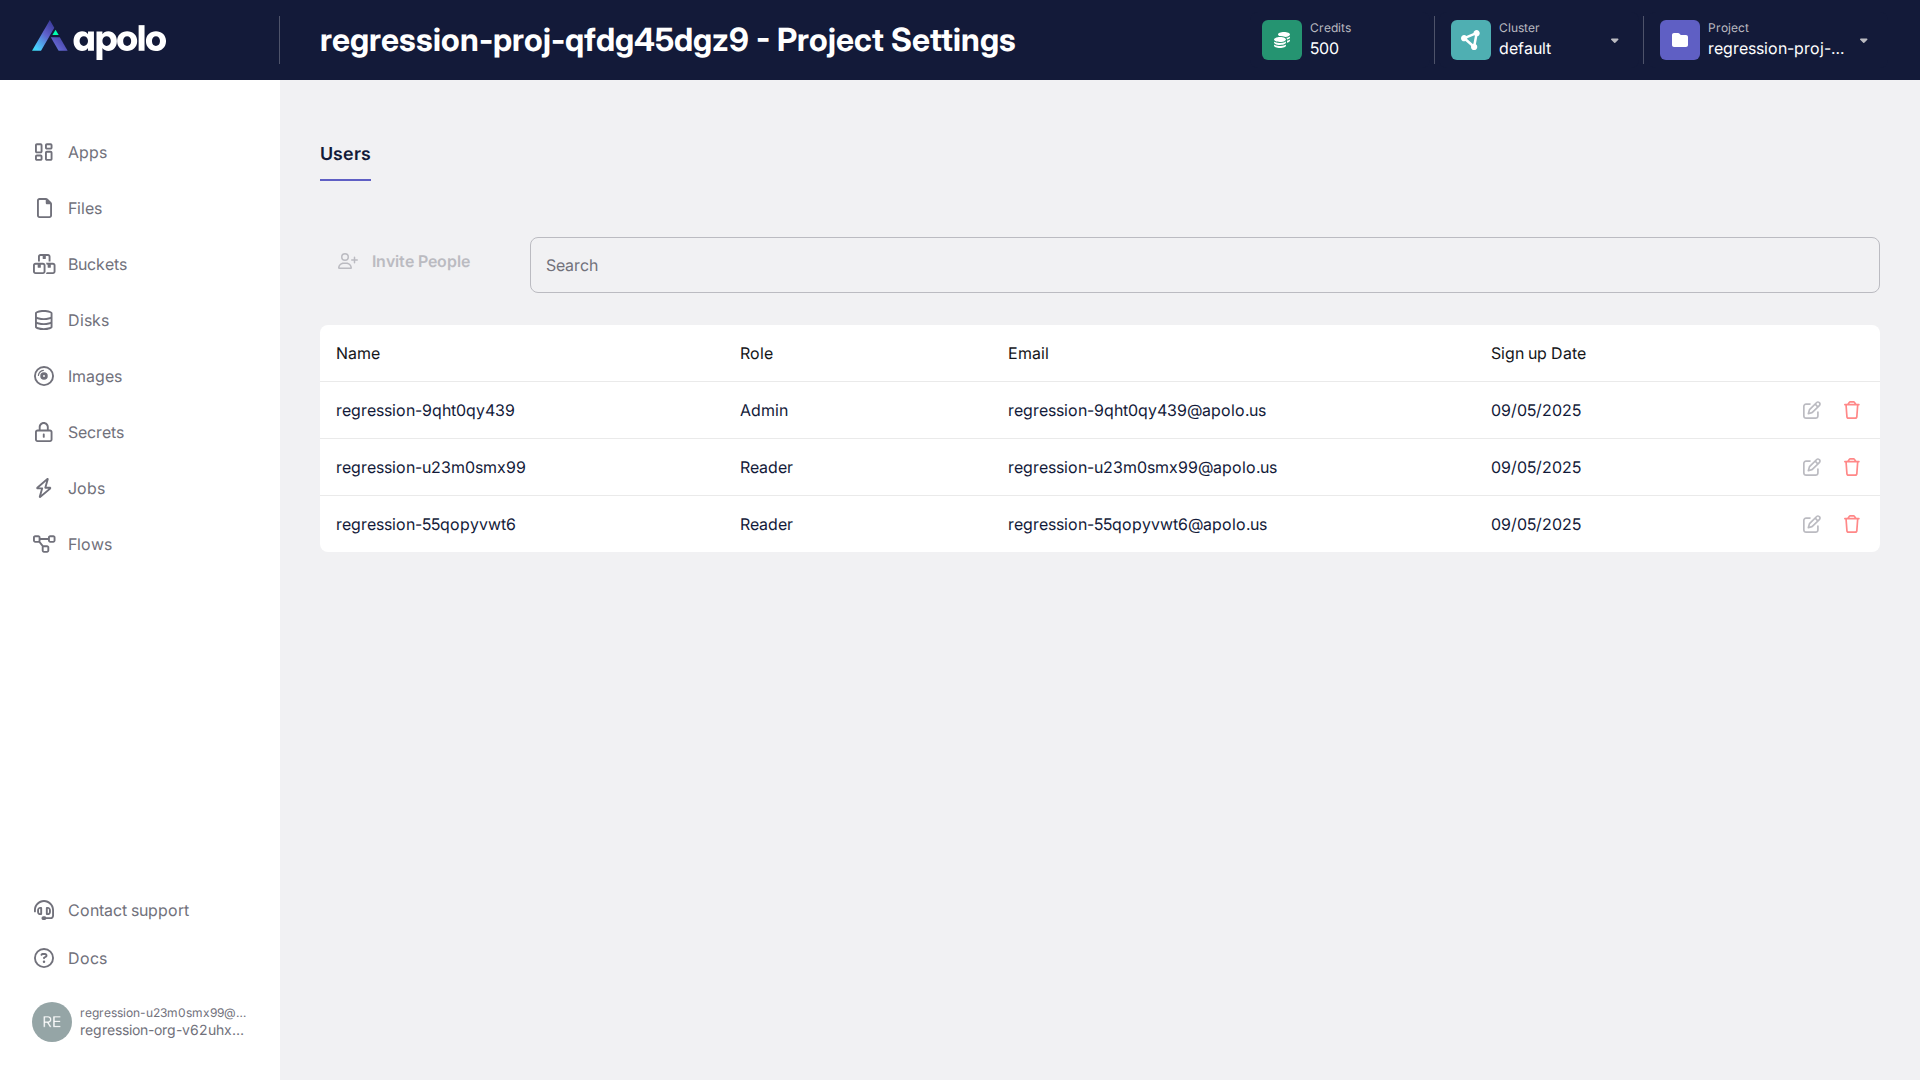 apolo
regression-proj-qfdg45dgz9 - Project Settings
Credits
500
Cluster
default
Project
regression-proj-...
Apps
Files
Buckets
Disks
Images
Secrets
Jobs
Flows
Contact support
Docs
RE
regression-u23m0smx99@...
regression-org-v62uhx...
Users
Invite People
Search
Name Role Email Sign up Date
regression-9qht0qy439 Admin regression-9qht0qy439@apolo.us 09/05/2025
regression-u23m0smx99 Reader regression-u23m0smx99@apolo.us 09/05/2025
regression-55qopyvwt6 Reader regression-55qopyvwt6@apolo.us 09/05/2025